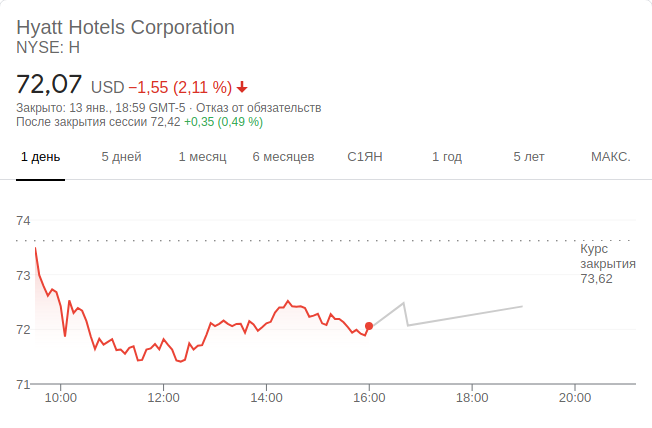 Hyatt Hotels Corporation
NYSE: H
72,07 USD −1,55 (2,11 %)
Закрыто: 13 янв., 18:59 GMT-5 · Отказ от обязательств
После закрытия сессии 72,42 +0,35 (0,49 %)
1 день 5 дней 1 месяц 6 месяцев С1ЯН 1 год 5 лет МАКС.
74
Курс
закрытия
73,62
73
72
71
10:00 12:00 14:00 16:00 18:00 20:00